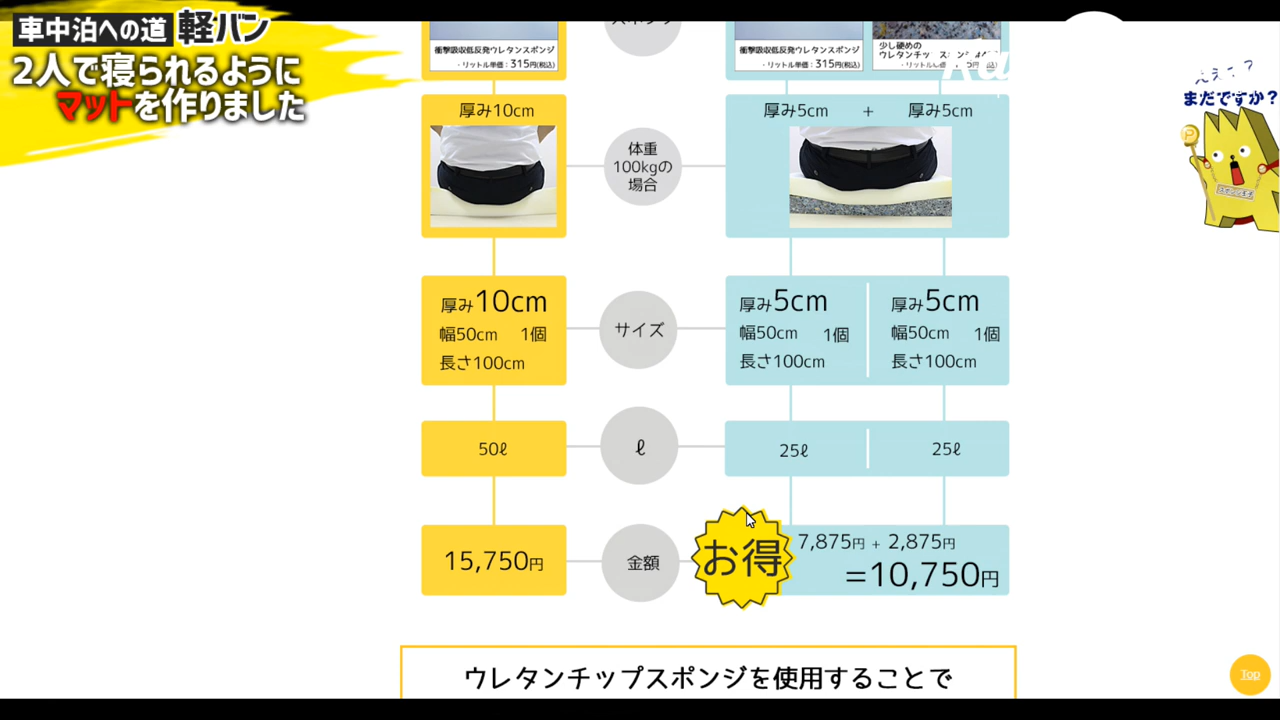 車中泊への道 軽バン
2人で寝られるように
マットを作りました
衝撃吸収低反発ウレタンスポンジ
・リットル単価：315円(税込)
衝撃吸収低反発ウレタンスポンジ
・リットル単価：315円(税込)
少し硬めの
まだですか？
厚み10cm
体重
100kgの
場合
厚み5cm + 厚み5cm
厚み10cm
幅50cm 1個
長さ100cm
サイズ
厚み5cm
幅50cm 1個
長さ100cm
厚み5cm
幅50cm 1個
長さ100cm
50ℓ
ℓ
25ℓ
25ℓ
15,750円
金額
お得
7,875円 + 2,875円
=10,750円
ウレタンチップスポンジを使用することで
Top